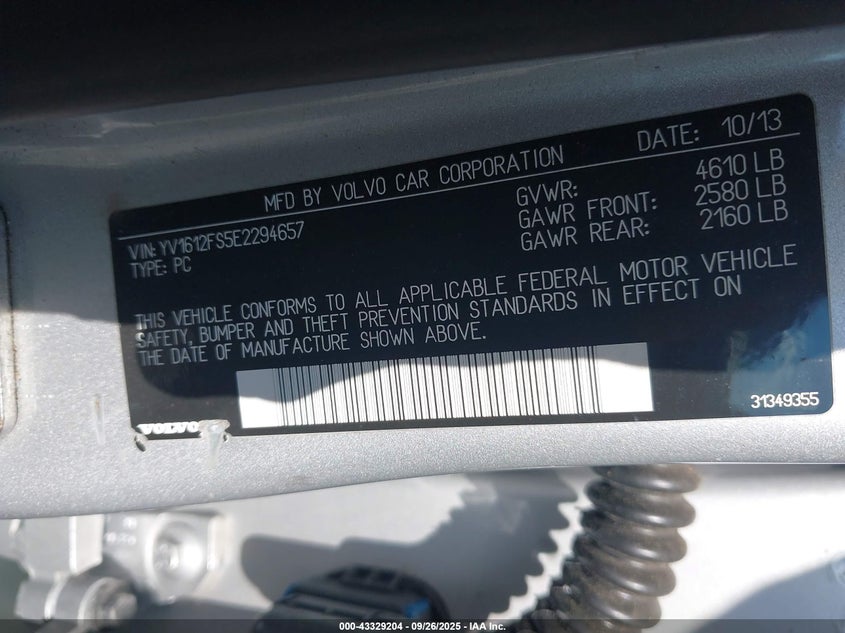 MFD BY VOLVO CAR CORPORATION DATE: 10/13
VIN: YV1612FS5E2294657 GVWR: 4610 LB
TYPE: PC GAWR FRONT: 2580 LB
GAWR REAR: 2160 LB
THIS VEHICLE CONFORMS TO ALL APPLICABLE FEDERAL MOTOR VEHICLE
SAFETY, BUMPER AND THEFT PREVENTION STANDARDS IN EFFECT ON
THE DATE OF MANUFACTURE SHOWN ABOVE.
31349355
VOLVO
000-43329204 - 09/26/2025 - IAA Inc.